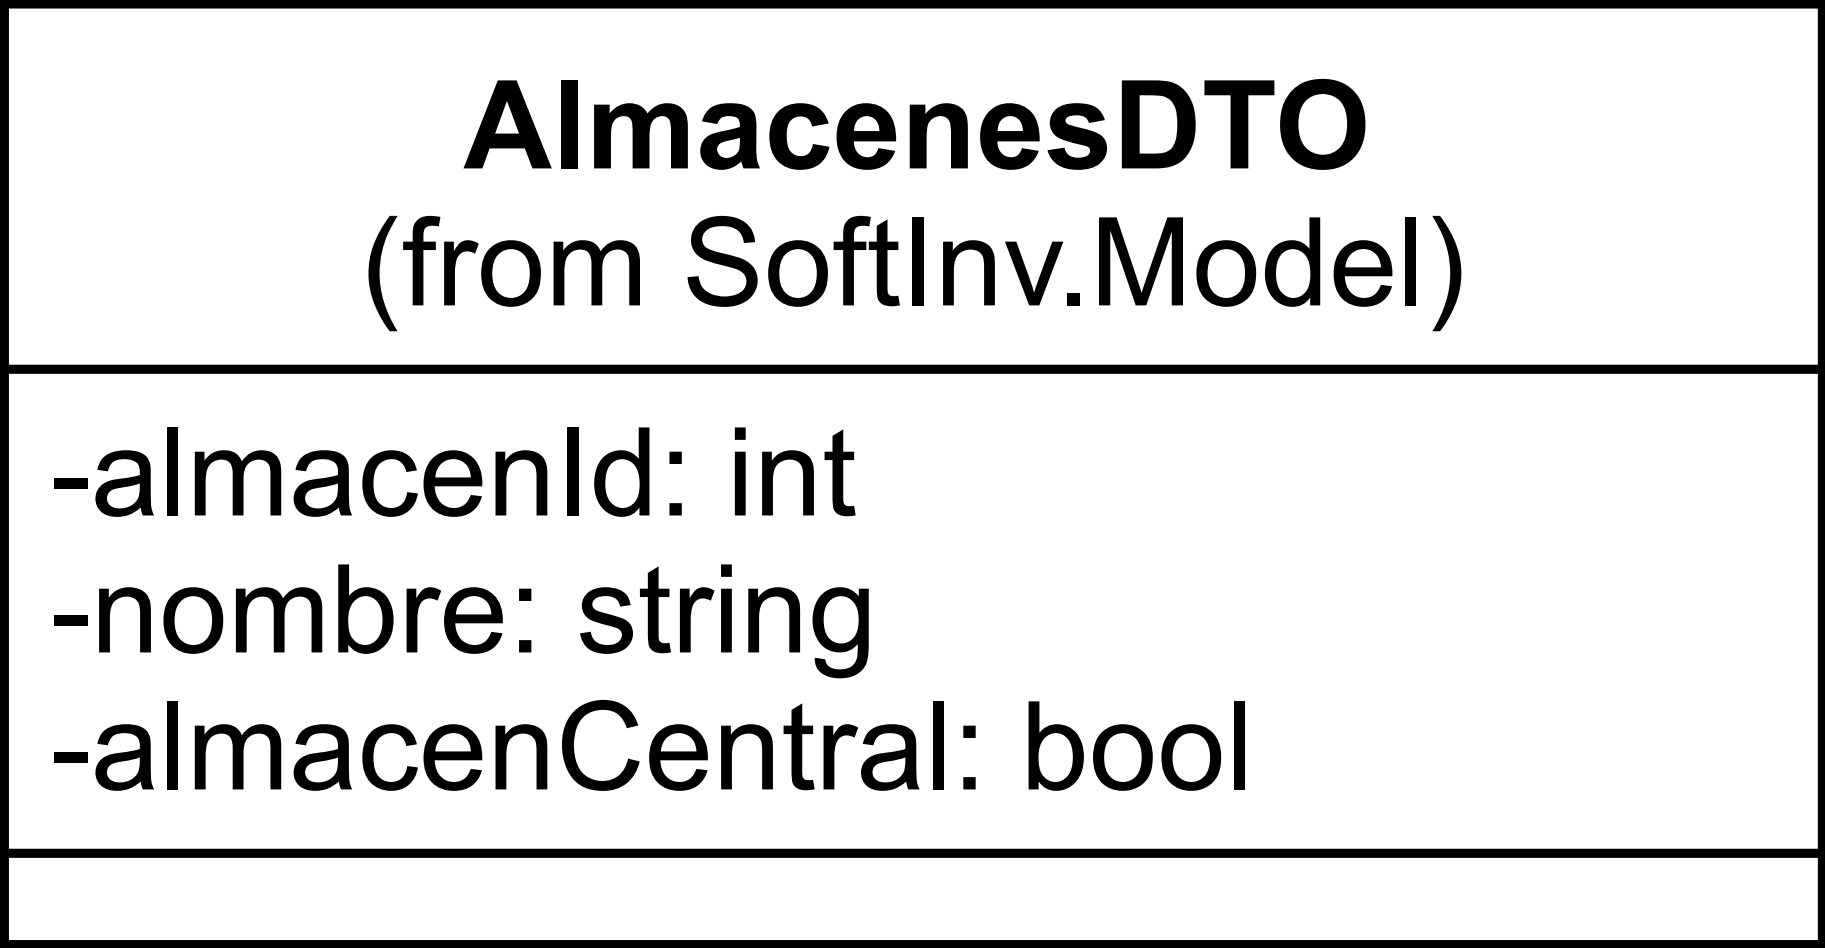 AlmacenesDTO
(from SoftInv.Model)
-almacenId: int
-nombre: string
-almacenCentral: bool